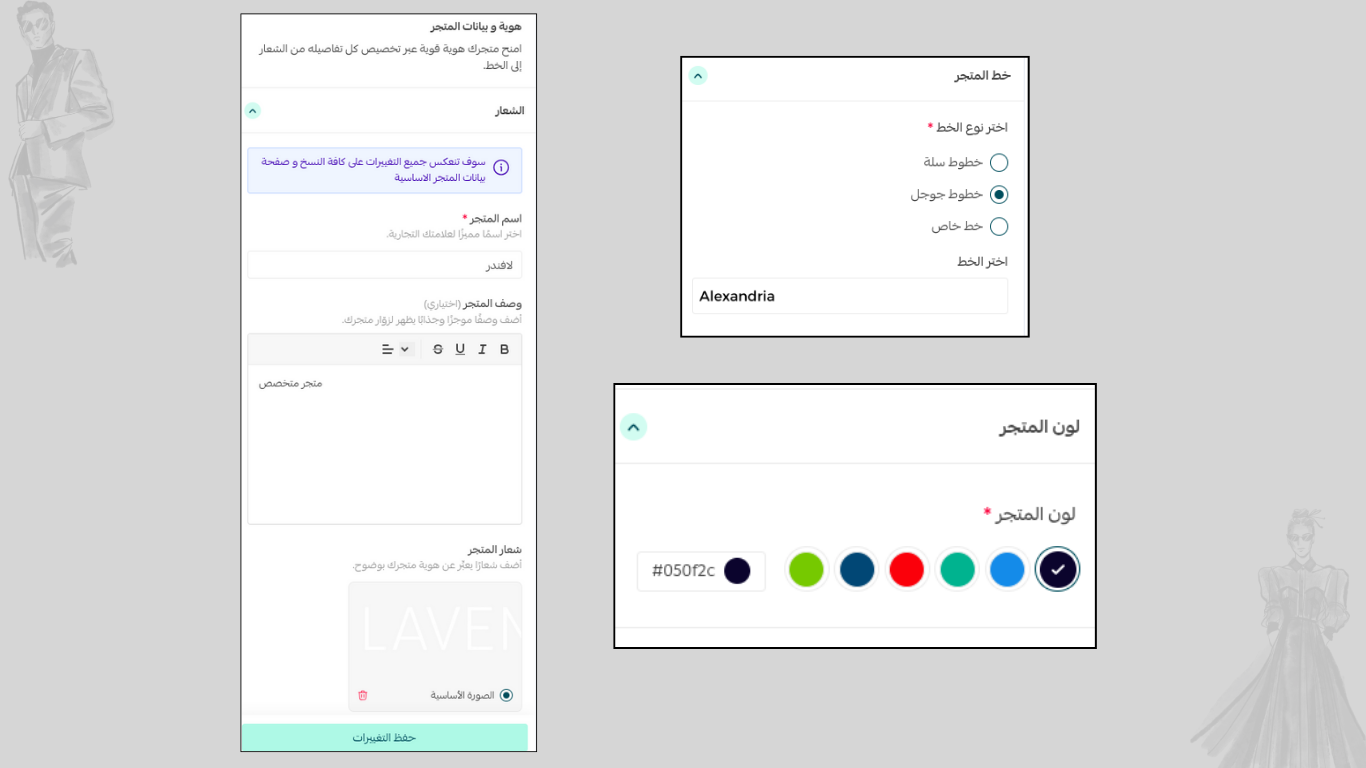 هوية و بيانات المتجر
امنح متجرك هوية قوية عبر تخصيص كل تفاصيله من الشعار
إلى الخط.
الشعار
سوف تنعكس جميع التغييرات على كافة النسخ و صفحة
بيانات المتجر الاساسية
اسم المتجر *
اختر اسمًا مميزًا لعلامتك التجارية.
لافندر
وصف المتجر (اختياري)
أضف وصفًا موجزًا وجذابًا يظهر لزوّار متجرك.
B I U S
متجر متخصص
شعار المتجر
أضف شعارًا يعبّر عن هوية متجرك بوضوح.
LAVEN
الصورة الأساسية
حفظ التغييرات
خط المتجر
اختر نوع الخط *
خطوط سلة
خطوط جوجل
خط خاص
اختر الخط
Alexandria
لون المتجر
لون المتجر *
#050f2c